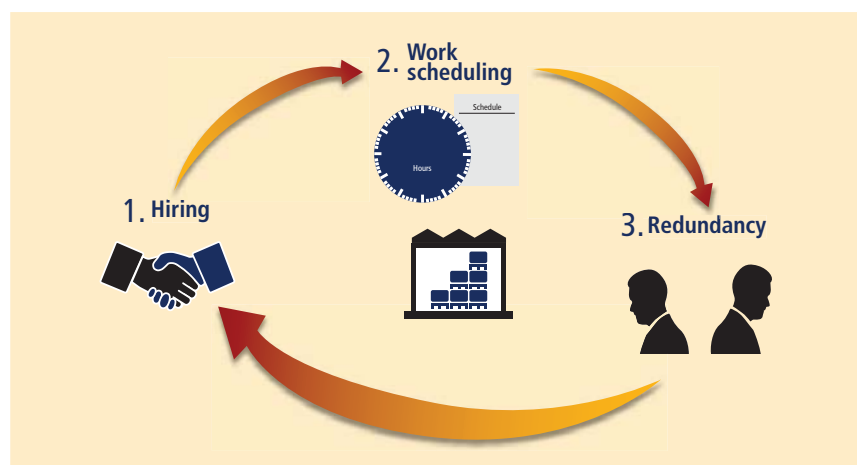 2. Work
scheduling
Schedule
Hours
1. Hiring
3. Redundancy